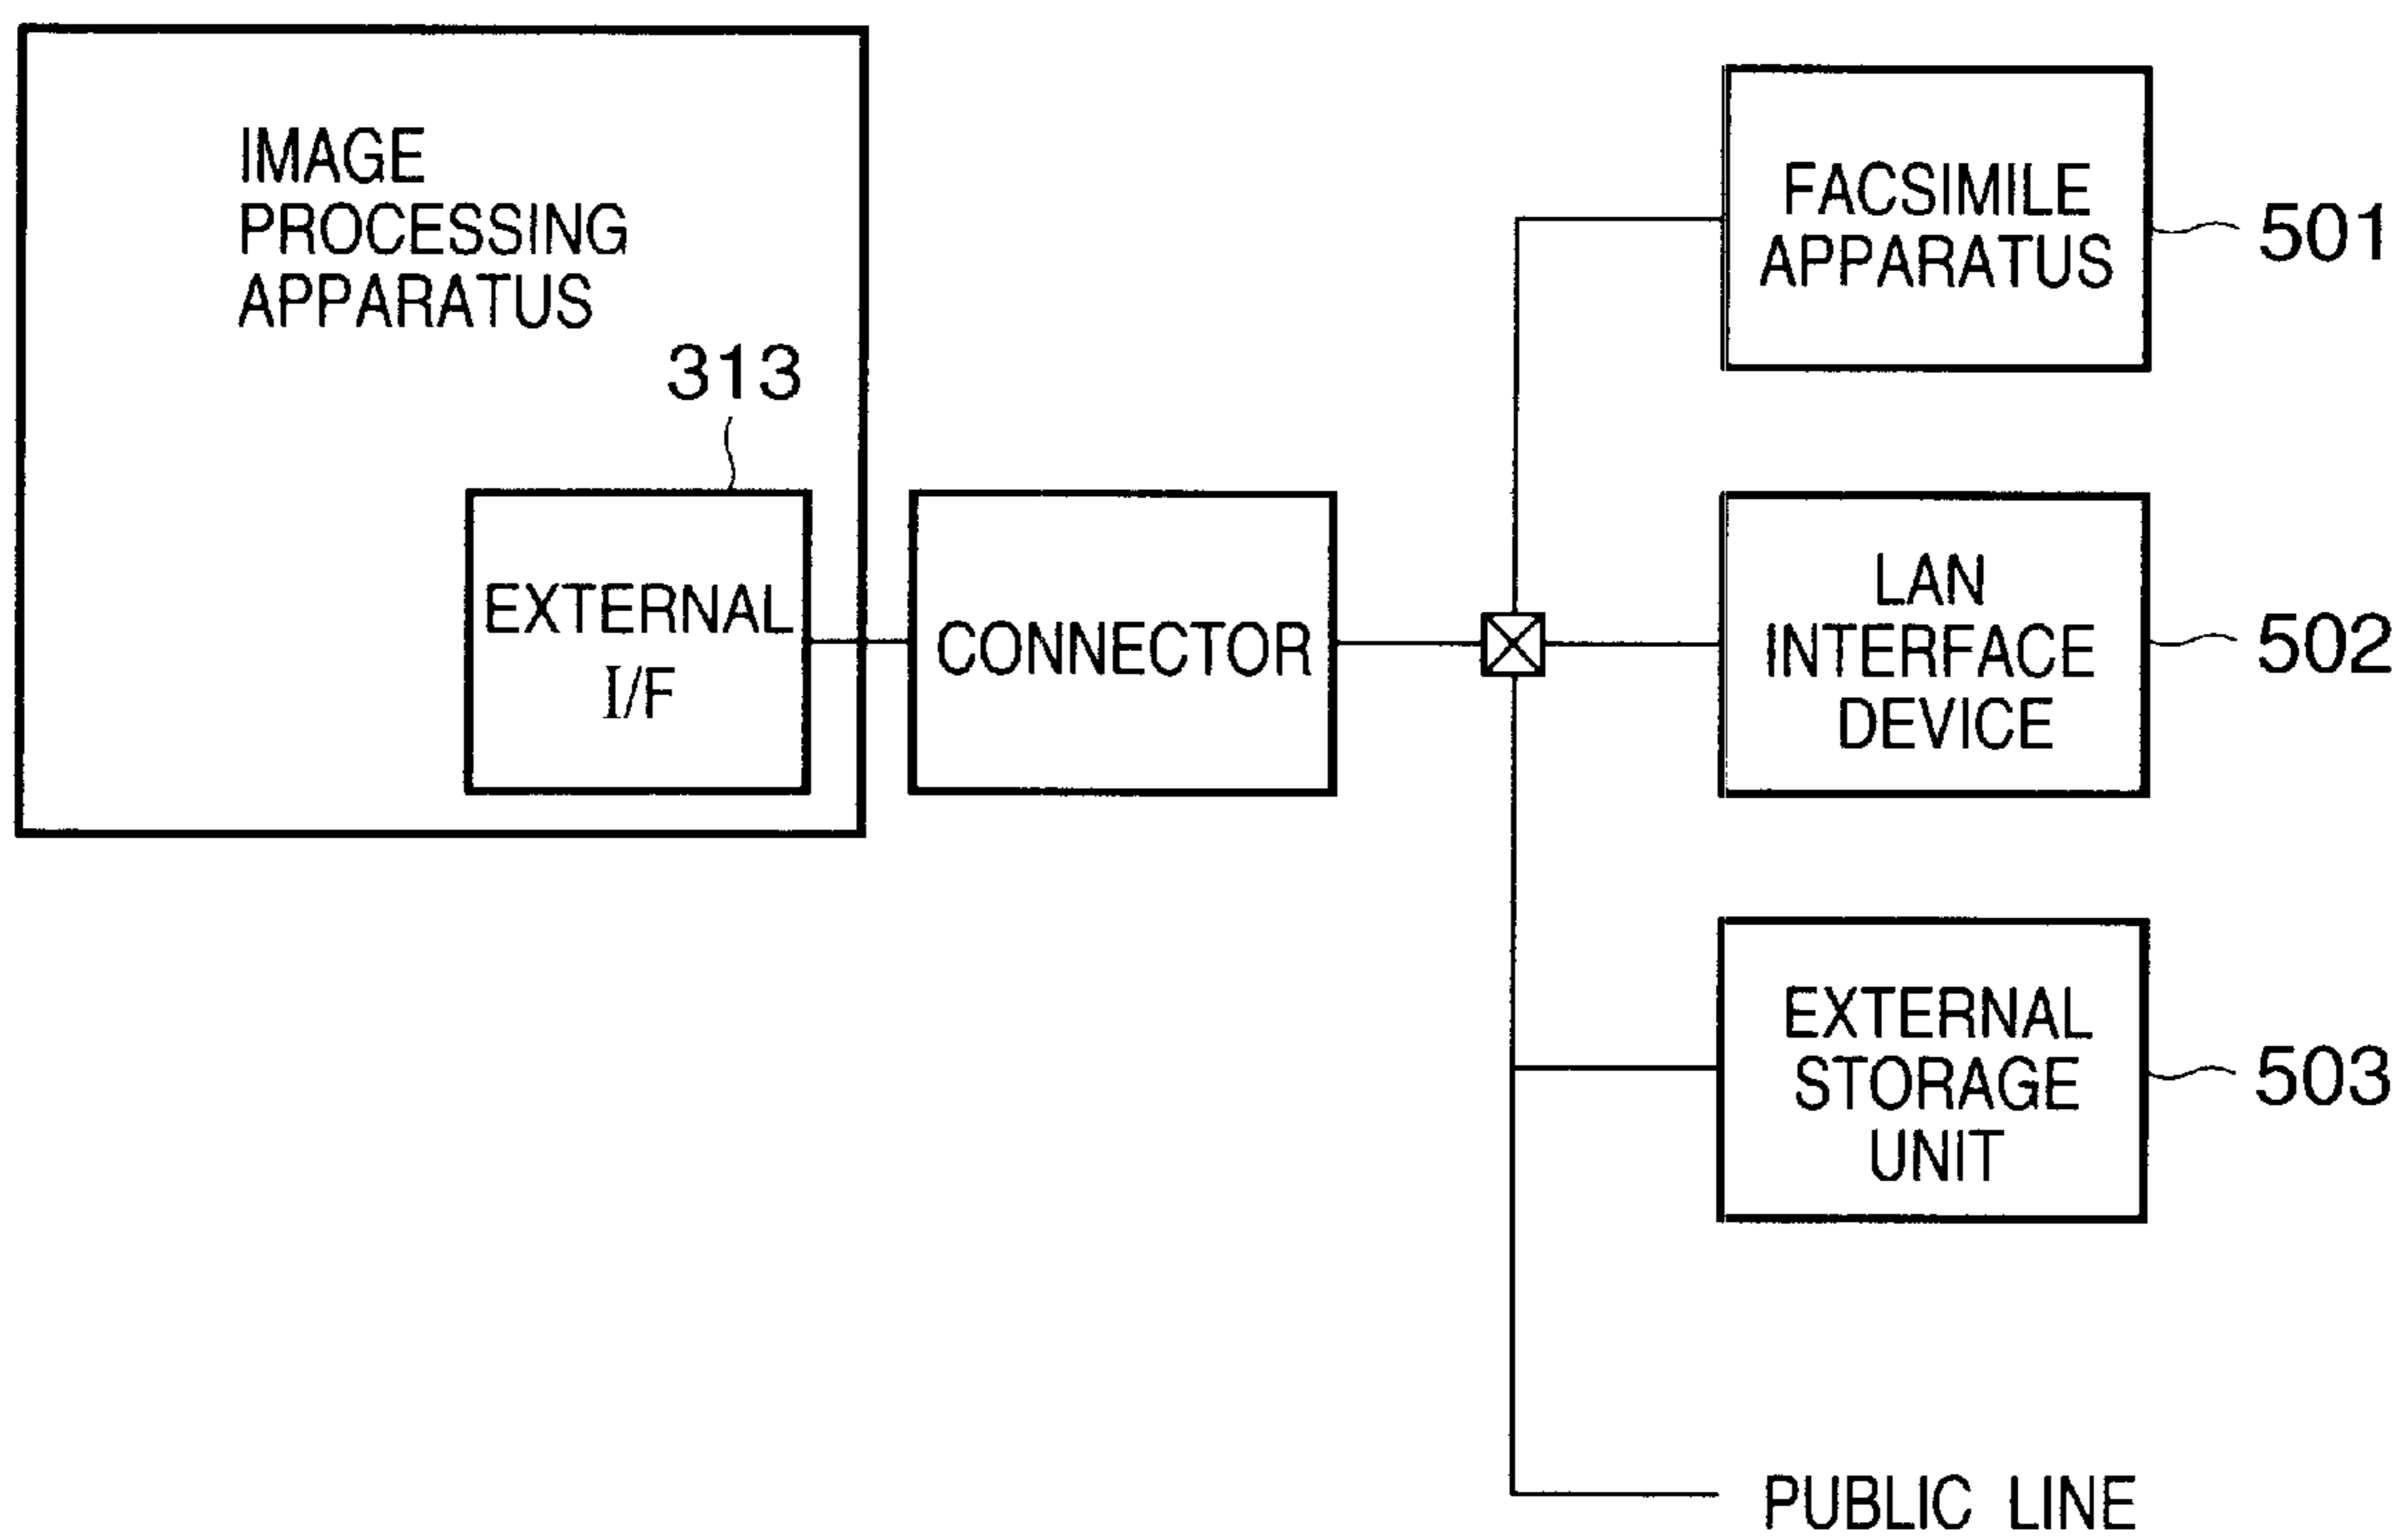 IMAGE
PROCESSING
APPARATUS
313
EXTERNAL
I/F
CONNECTOR
FACSIMILE
APPARATUS
501
LAN
INTERFACE
DEVICE
502
EXTERNAL
STORAGE
UNIT
503
PUBLIC LINE